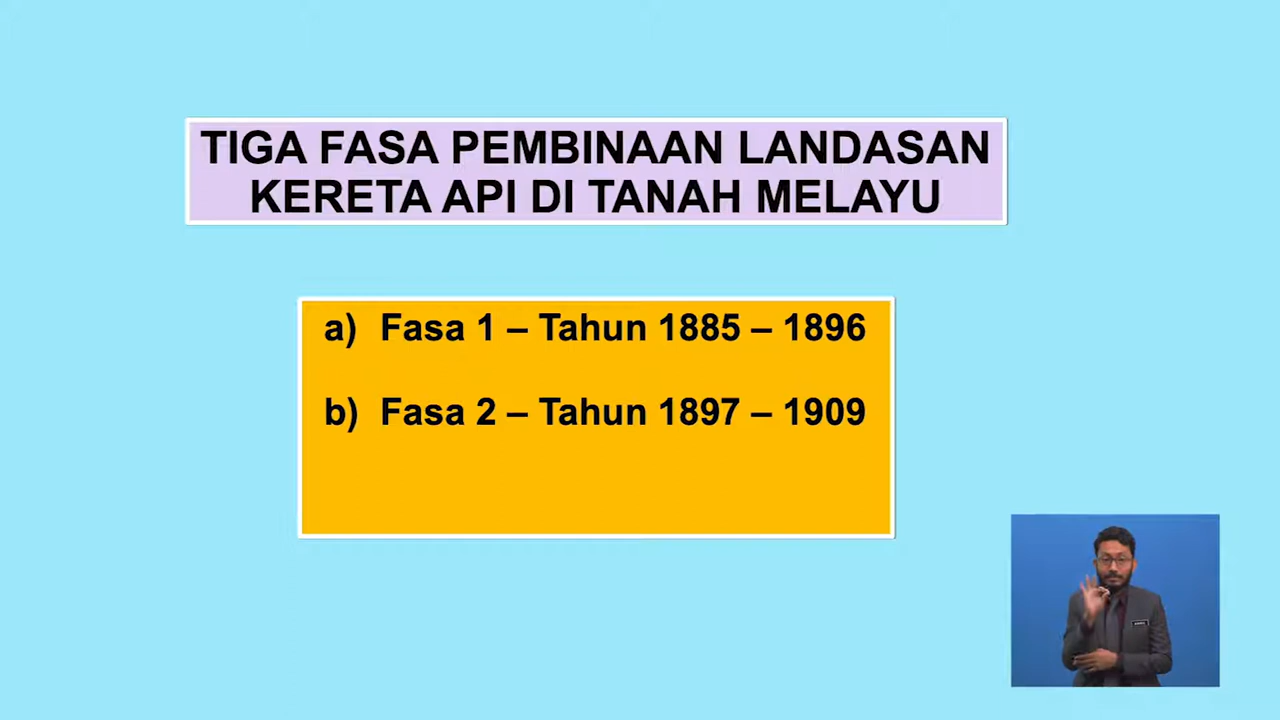 TIGA FASA PEMBINAAN LANDASAN
KERETA API DI TANAH MELAYU
a) Fasa 1 – Tahun 1885 – 1896
b) Fasa 2 – Tahun 1897 – 1909